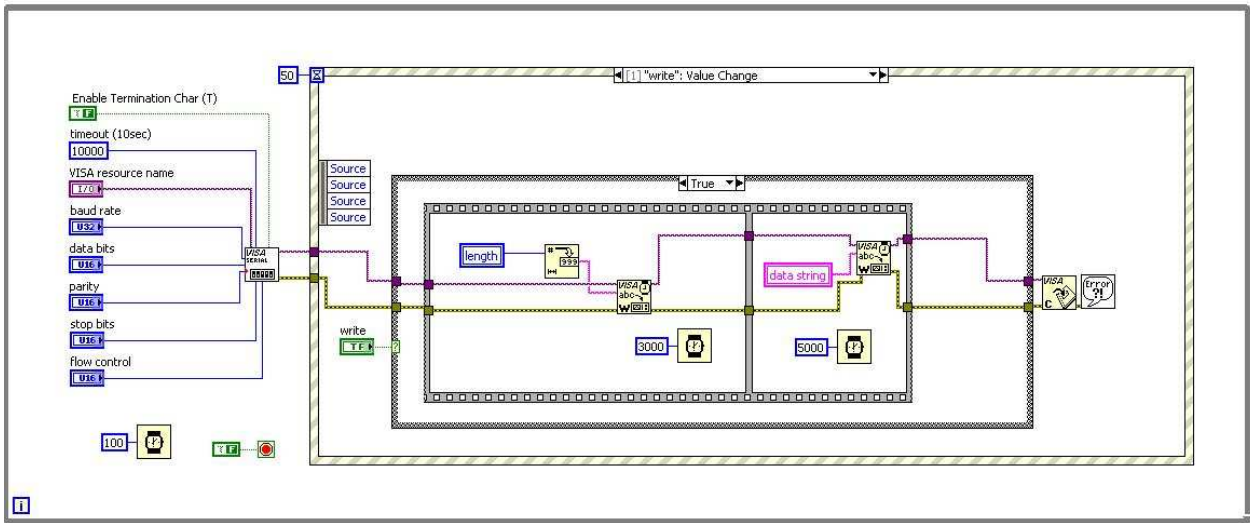 50
[1] "write": Value Change
Enable Termination Char (T)
T F
timeout (10sec)
10000
VISA resource name
I/O
baud rate
U32
data bits
U16
parity
U16
stop bits
U16
flow control
U16
VISA
SERIAL
Source
Source
Source
Source
True
length
#
999
VISA
abc
W
3000
data string
VISA
abc
W
5000
write
TF
?
VISA
C
Error
?!
100
T F
i